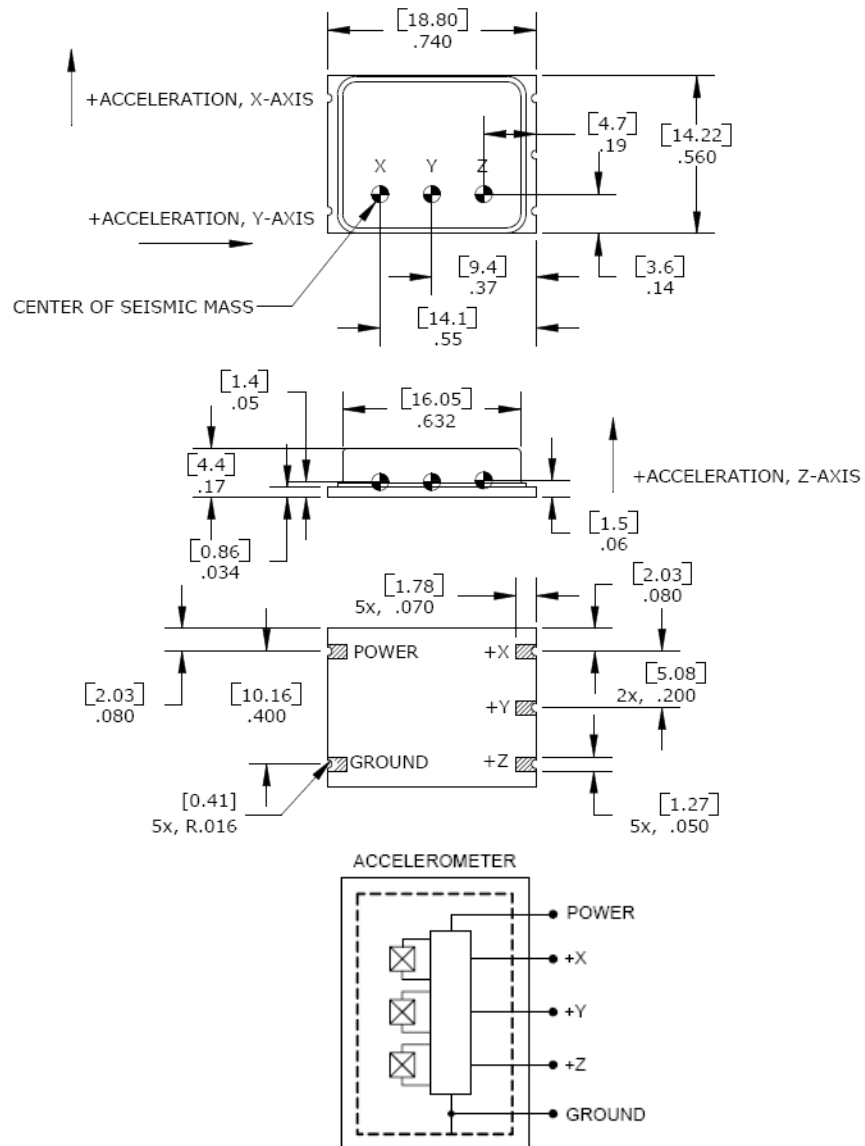 [18.80]
.740
+ACCELERATION, X-AXIS
[4.7]
.19
[14.22]
.560
X Y Z
+ACCELERATION, Y-AXIS
[9.4]
.37
[3.6]
.14
CENTER OF SEISMIC MASS
[14.1]
.55
[1.4]
.05
[16.05]
.632
[4.4]
.17
+ACCELERATION, Z-AXIS
[1.5]
.06
[0.86]
.034
[1.78]
5x, .070
[2.03]
.080
POWER +X
[2.03]
.080
[10.16]
.400
+Y
[5.08]
2x, .200
GROUND +Z
[0.41]
5x, R.016
[1.27]
5x, .050
ACCELEROMETER
POWER
+X
+Y
+Z
GROUND